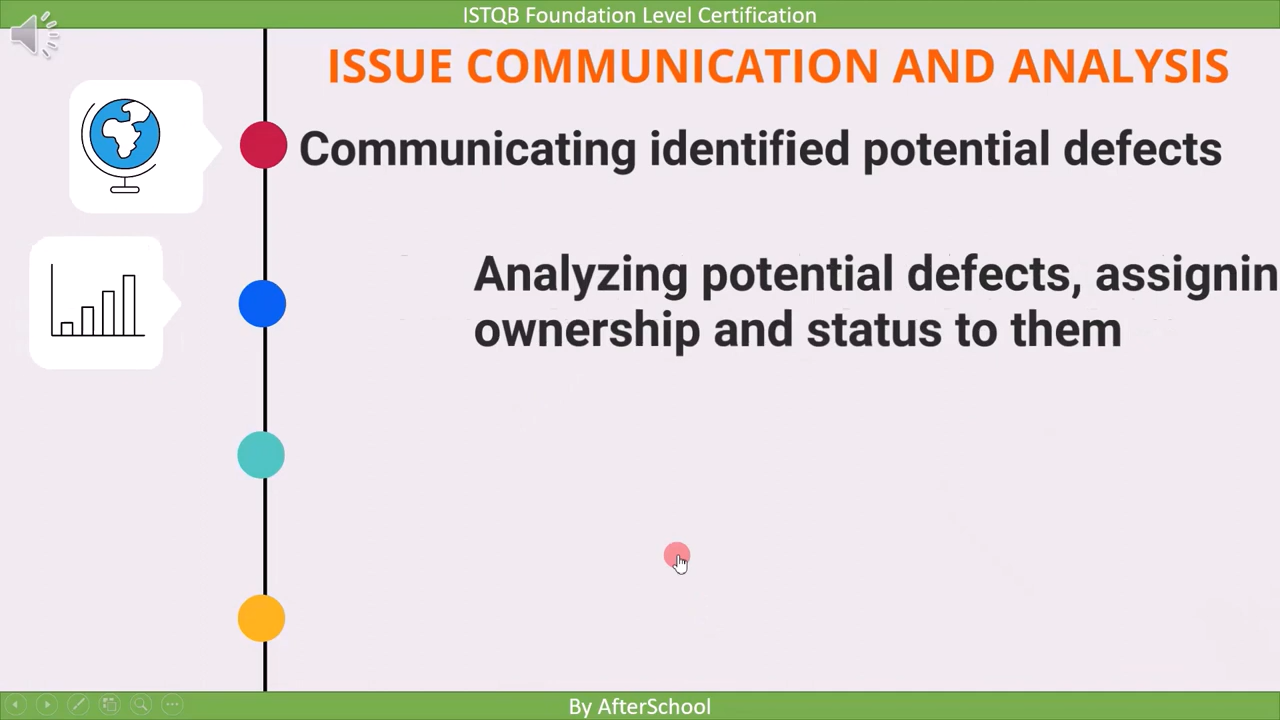 ISTQB Foundation Level Certification
ISSUE COMMUNICATION AND ANALYSIS
Communicating identified potential defects
Analyzing potential defects, assignin
ownership and status to them
By AfterSchool